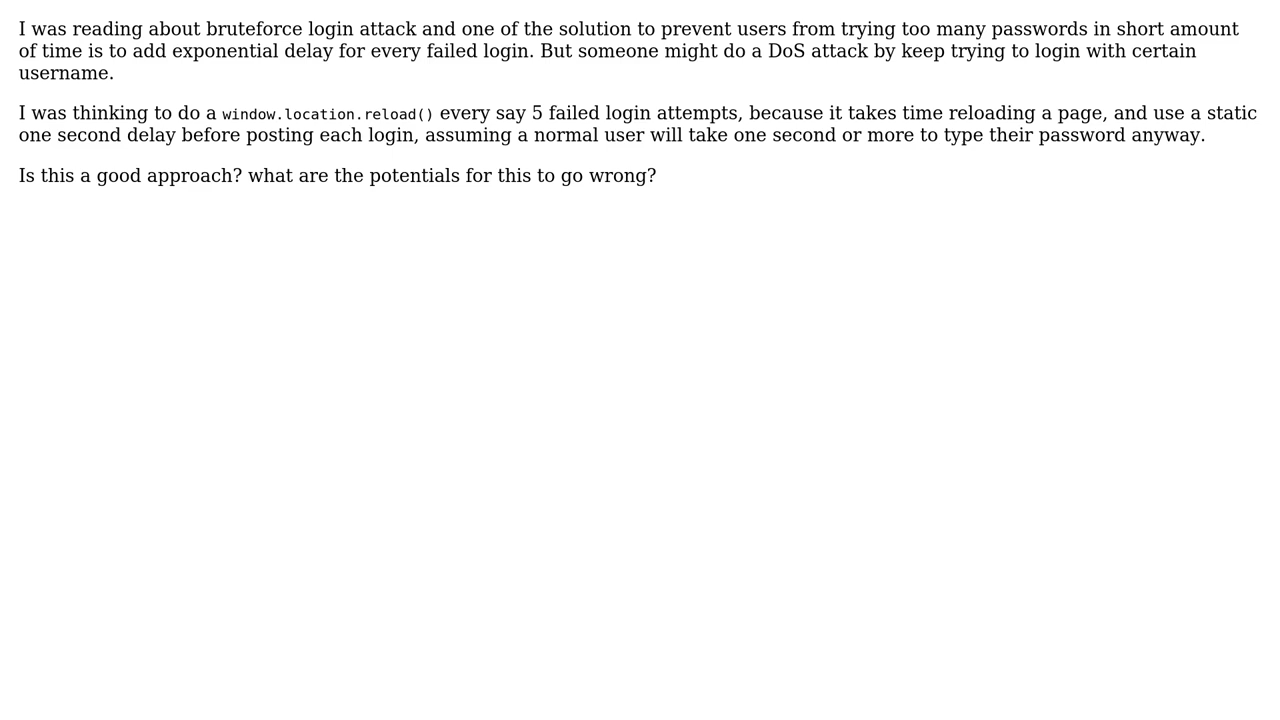 I was reading about bruteforce login attack and one of the solution to prevent users from trying too many passwords in short amount
of time is to add exponential delay for every failed login. But someone might do a DoS attack by keep trying to login with certain
username.
I was thinking to do a window.location.reload() every say 5 failed login attempts, because it takes time reloading a page, and use a static
one second delay before posting each login, assuming a normal user will take one second or more to type their password anyway.
Is this a good approach? what are the potentials for this to go wrong?